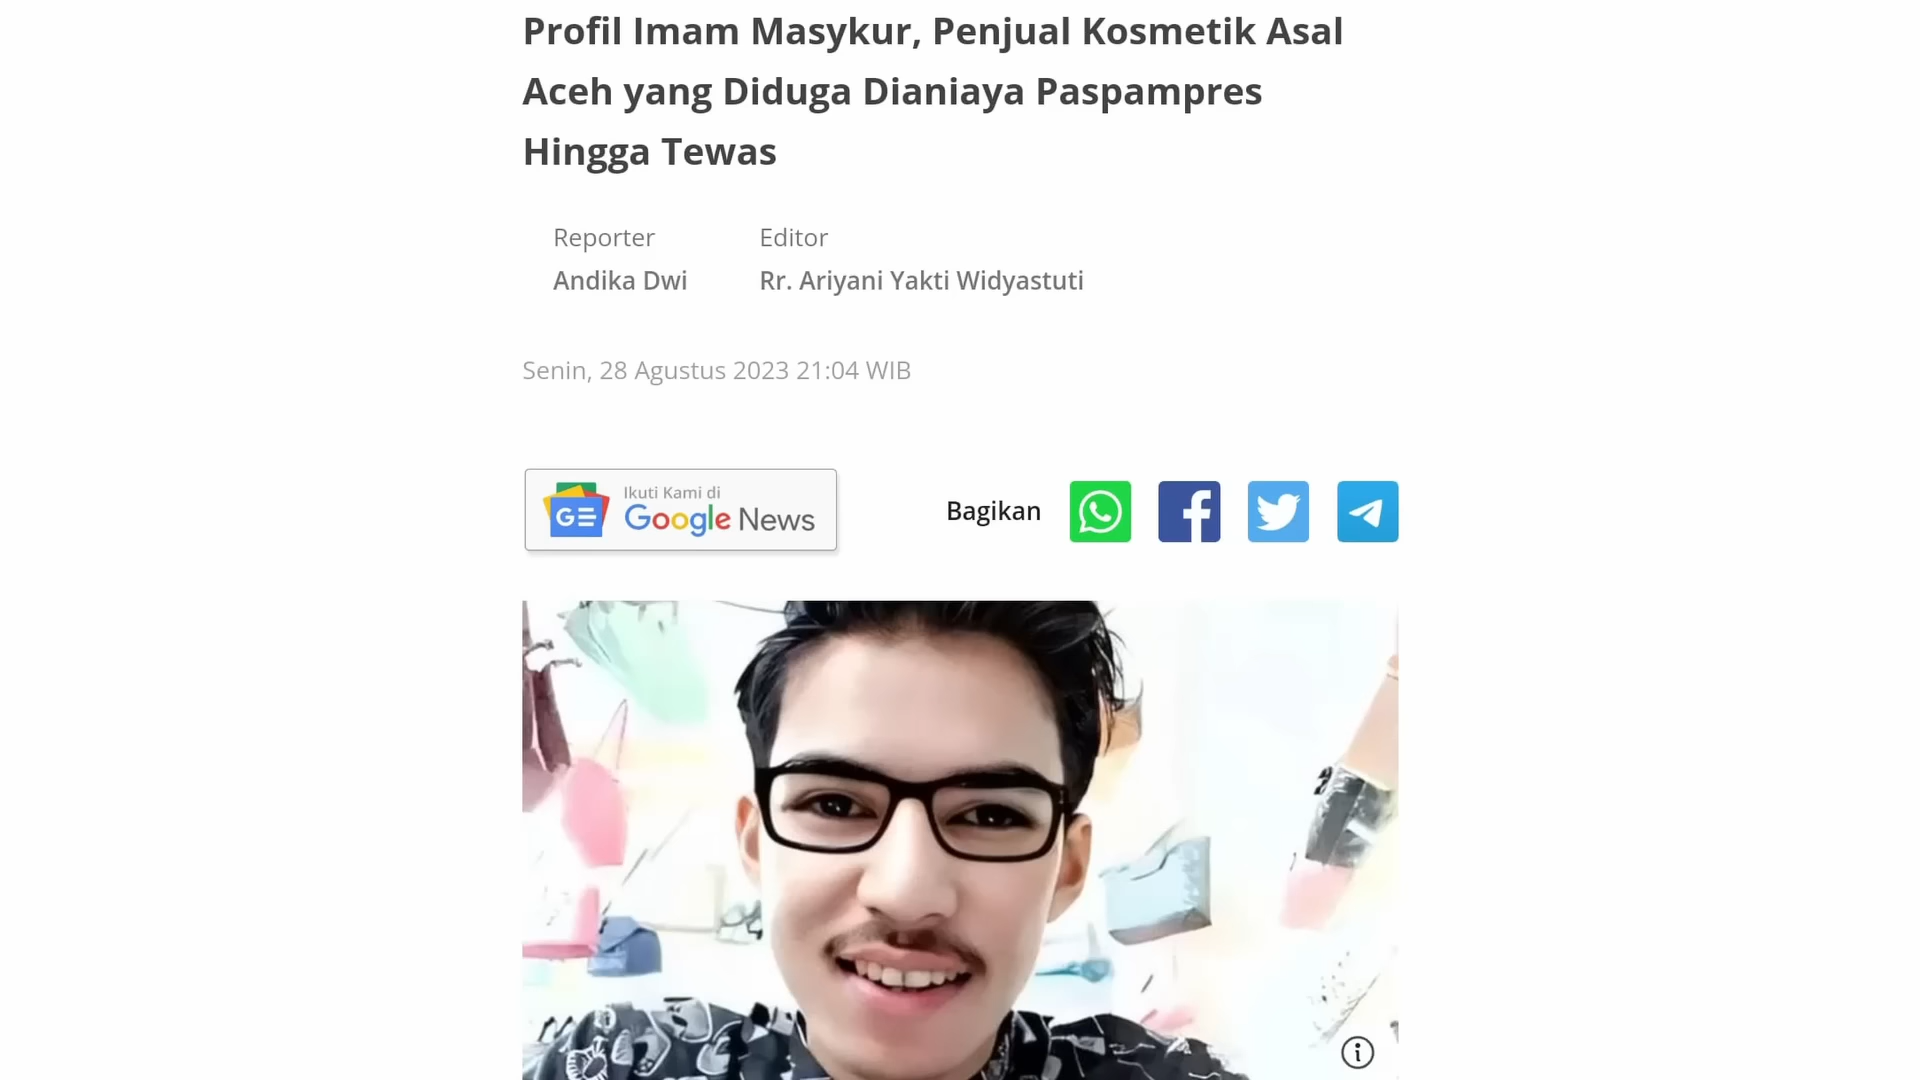 Profil Imam Masykur, Penjual Kosmetik Asal
Aceh yang Diduga Dianiaya Paspampres
Hingga Tewas
Reporter
Andika Dwi
Editor
Rr. Ariyani Yakti Widyastuti
Senin, 28 Agustus 2023 21:04 WIB
Ikuti Kami di
Google News
Bagikan